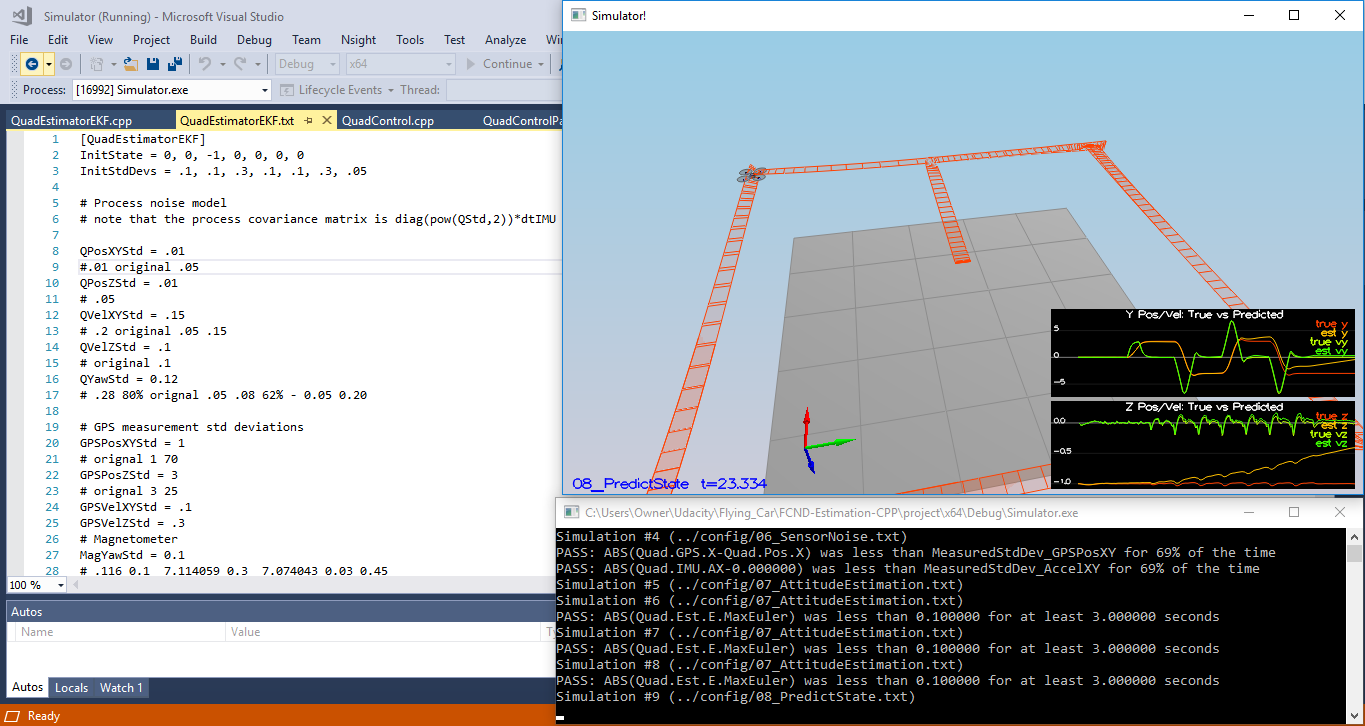 Simulator (Running) - Microsoft Visual Studio
File Edit View Project Build Debug Team Nsight Tools Test Analyze
Debug x64 Continue
Process: [16992] Simulator.exe Lifecycle Events Thread:
QuadEstimatorEKF.cpp QuadEstimatorEKF.txt QuadControl.cpp
1 [QuadEstimatorEKF]
2 InitState = 0, 0, -1, 0, 0, 0, 0
3 InitStdDevs = .1, .1, .3, .1, .1, .3, .05
4
5 # Process noise model
6 # note that the process covariance matrix is diag(pow(QStd,2))*dtIMU
7
8 QPosXYStd = .01
9 #.01 original .05
10 QPosZStd = .01
11 # .05
12 QVelXYStd = .15
13 # .2 original .05 .15
14 QVelZStd = .1
15 # original .1
16 QYawStd = 0.12
17 # .28 80% orignal .05 .08 62% - 0.05 0.20
18
19 # GPS measurement std deviations
20 GPSPosXYStd = 1
21 # orignal 1 70
22 GPSPosZStd = 3
23 # orignal 3 25
24 GPSVelXYStd = .1
25 GPSVelZStd = .3
26 # Magnetometer
27 MagYawStd = 0.1
28 # .116 0.1 7.114059 0.3 7.074043 0.03 0.45
100 %
Autos
Name Value
Autos Locals Watch 1
Ready
Simulator!
Y Pos/Vel: True vs Predicted
true y
est y
true vy
est vy
5
0
-5
Z Pos/Vel: True vs Predicted
true z
est z
true vz
est vz
0.0
-0.5
-1.0
08_PredictState t=23.334
C:\Users\Owner\Udacity\Flying_Car\FCND-Estimation-CPP\project\x64\Debug\Simulator.exe
Simulation #4 (../config/06_SensorNoise.txt)
PASS: ABS(Quad.GPS.X-Quad.Pos.X) was less than MeasuredStdDev_GPSPosXY for 69% of the time
PASS: ABS(Quad.IMU.AX-0.000000) was less than MeasuredStdDev_AccelXY for 69% of the time
Simulation #5 (../config/07_AttitudeEstimation.txt)
Simulation #6 (../config/07_AttitudeEstimation.txt)
PASS: ABS(Quad.Est.E.MaxEuler) was less than 0.100000 for at least 3.000000 seconds
Simulation #7 (../config/07_AttitudeEstimation.txt)
PASS: ABS(Quad.Est.E.MaxEuler) was less than 0.100000 for at least 3.000000 seconds
Simulation #8 (../config/07_AttitudeEstimation.txt)
PASS: ABS(Quad.Est.E.MaxEuler) was less than 0.100000 for at least 3.000000 seconds
Simulation #9 (../config/08_PredictState.txt)